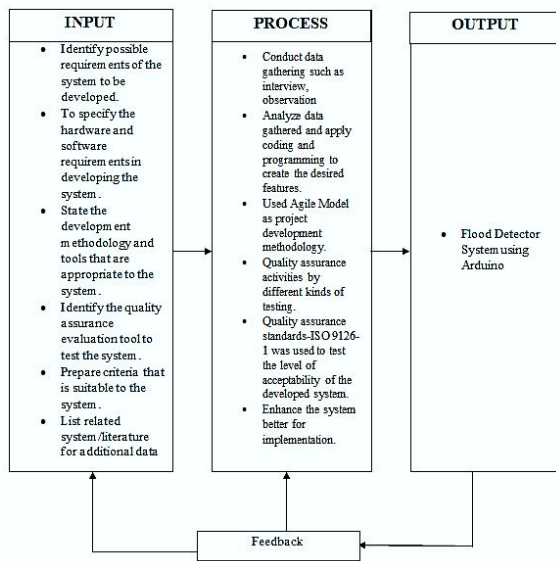 INPUT
• Identify possible
requirements of the
system to be
developed.
• To specify the
hardware and
software
requirements in
developing the
system.
• State the
development
methodology and
tools that are
appropriate to the
system.
• Identify the quality
assurance
evaluation tool to
test the system.
• Prepare criteria that
is suitable to the
system.
• List related
system/literature
for additional data
PROCESS
• Conduct data
gathering such as
interview,
observation
• Analyze data
gathered and apply
coding and
programming to
create the desired
features.
• Used Agile Model
as project
development
methodology.
• Quality assurance
activities by
different kinds of
testing.
• Quality assurance
standards-ISO 9126-
1 was used to test
the level of
acceptability of the
developed system.
• Enhance the system
better for
implementation.
OUTPUT
• Flood Detector
System using
Arduino
Feedback